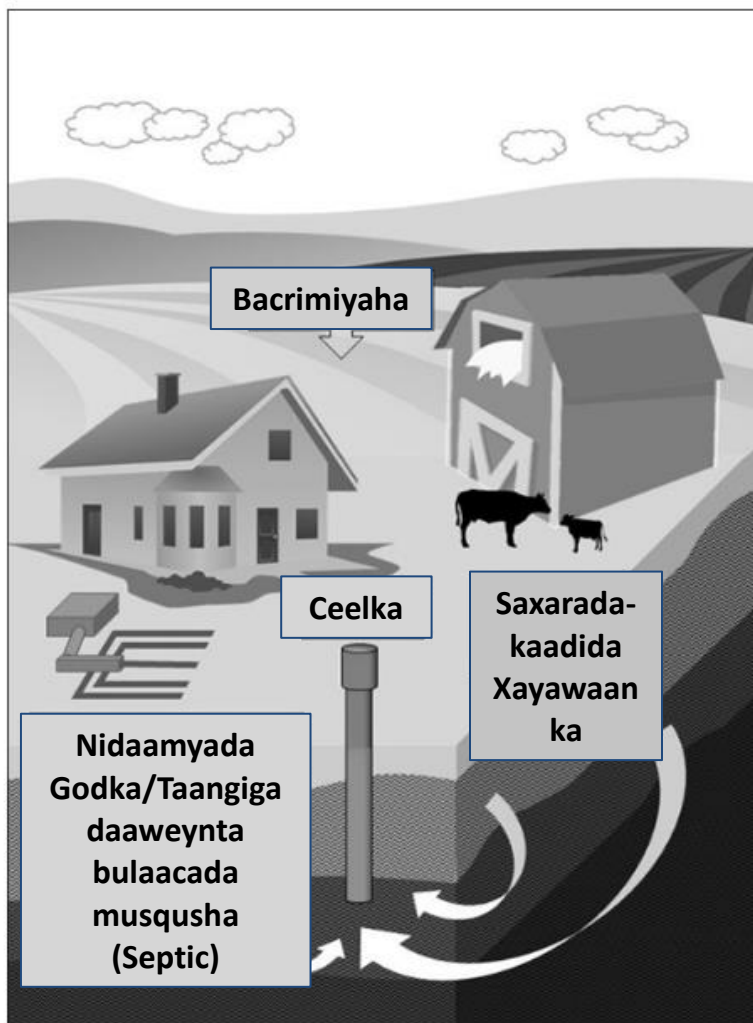 Bacrimiyaha
Ceelka
Saxarada-
kaadida
Xayawaan
ka
Nidaamyada
Godka/Taangiga
daaweynta
bulaacada
musqusha
(Septic)